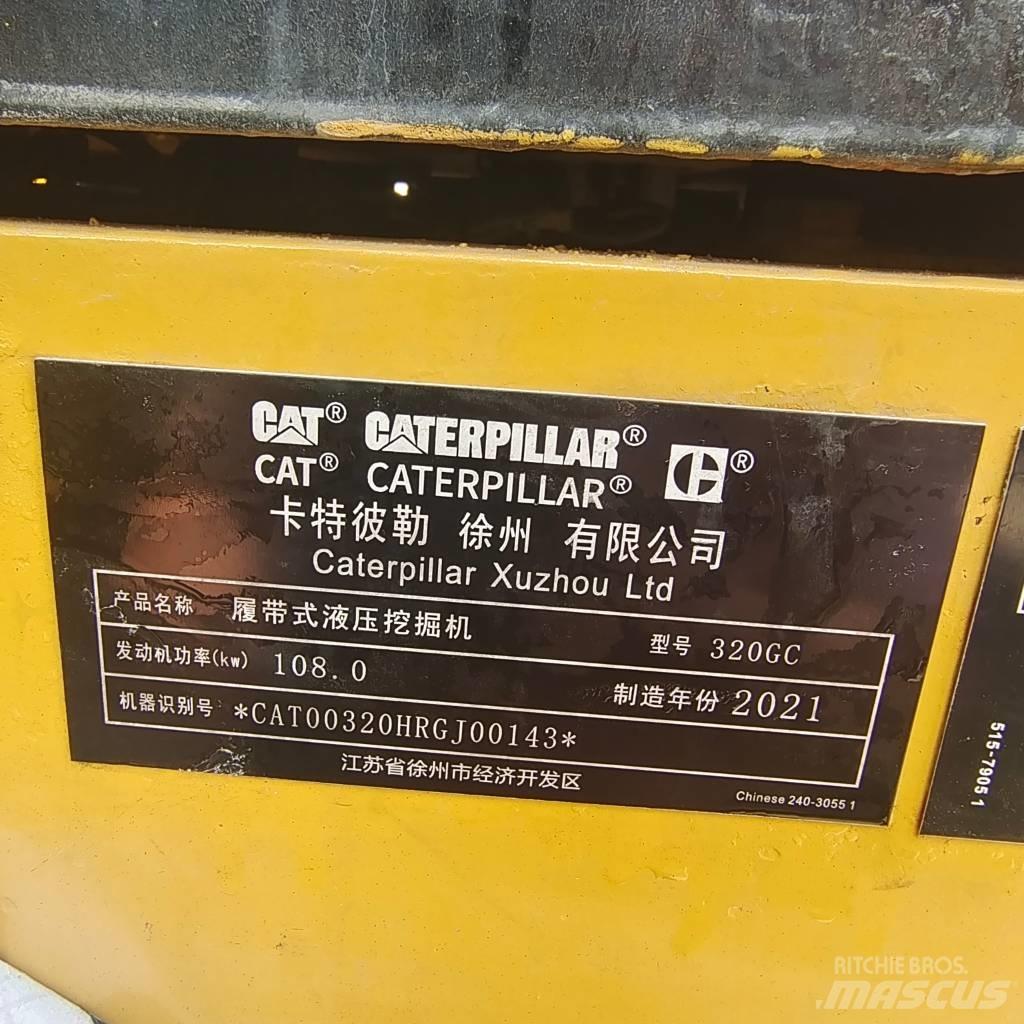 CAT® CATERPILLAR®
CAT® CATERPILLAR® ®
卡特彼勒 徐州 有限公司
Caterpillar Xuzhou Ltd
产品名称 履带式液压挖掘机 型号 320GC
发动机功率(kw) 108.0 制造年份 2021
机器识别号 *CAT00320HRGJ00143*
江苏省徐州市经济开发区
Chinese 240-3055 1
515-7905 1
RITCHIE BROS.
MASCUS